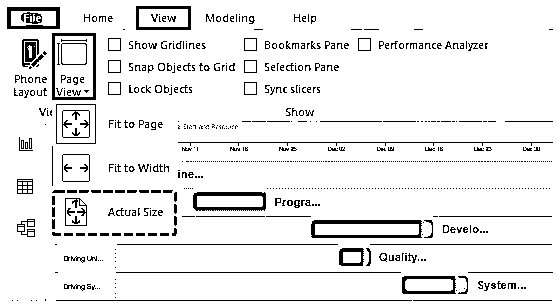 File Home View Modeling Help
Show Gridlines Bookmarks Pane Performance Analyzer
Snap Objects to Grid Selection Pane
Lock Objects Sync slicers
Phone Layout
Page View
Show
Fit to Page
Fit to Width
Actual Size
Start and Resource
Nov 11 Nov 18 Nov 25 Dec 02 Dec 09 Dec 16 Dec 23 Dec 30
ine...
Progra...
Develo...
Driving Uni... Quality...
Driving Sy... System...